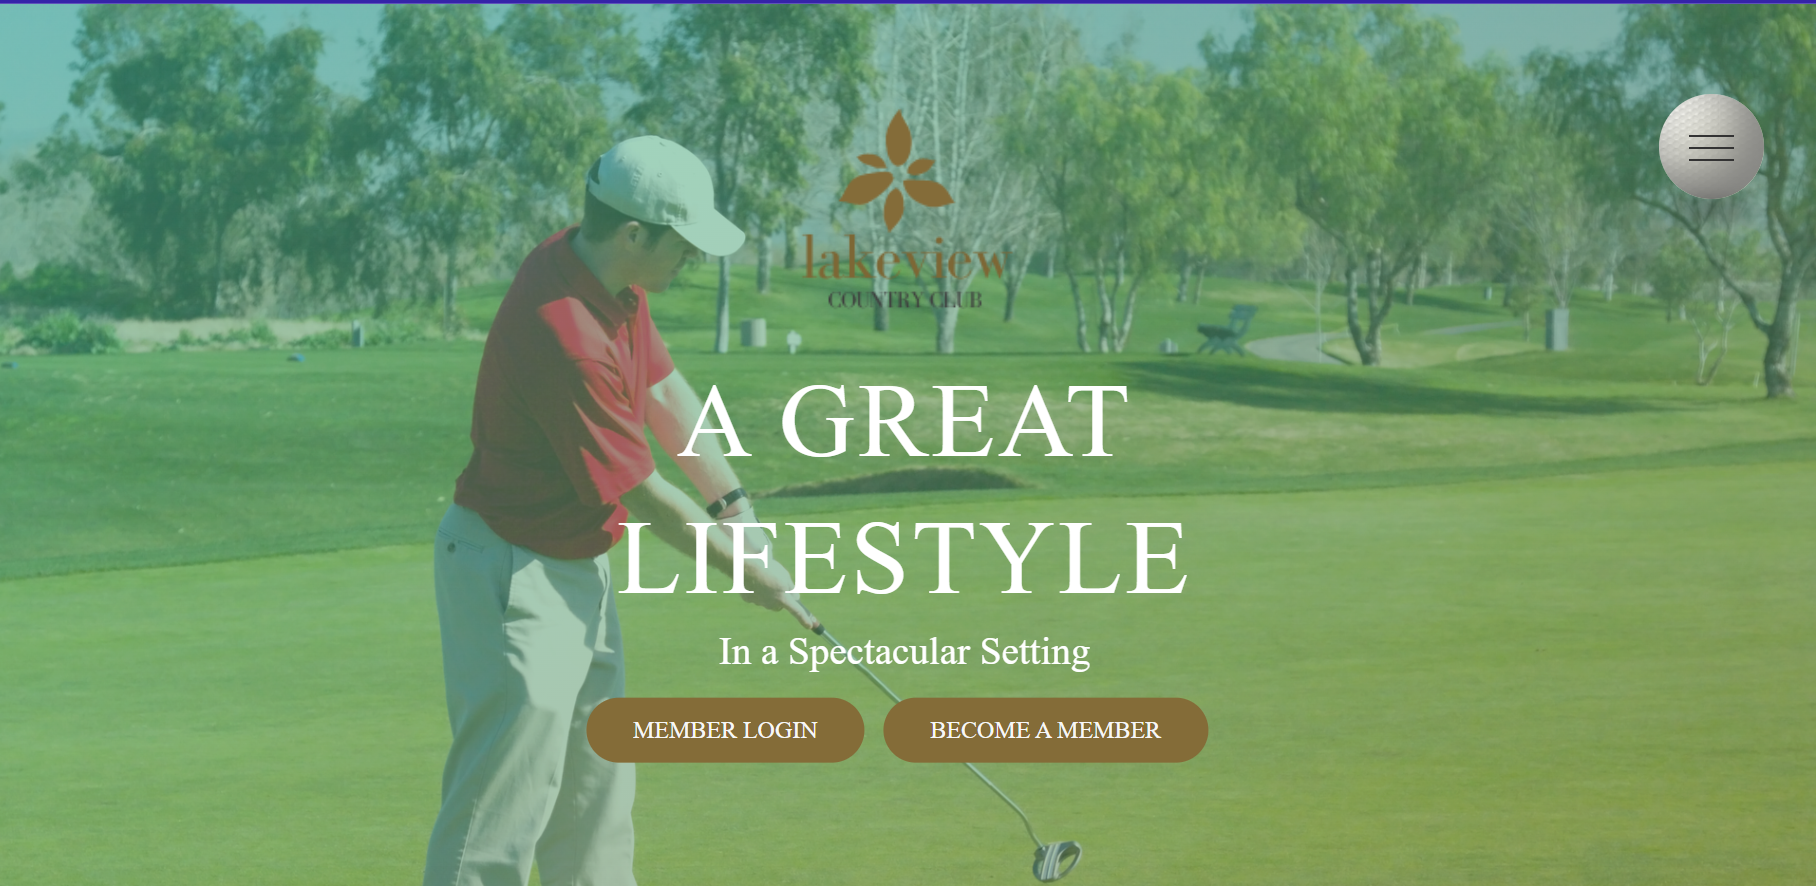 lakeview
COUNTRY CLUB
A GREAT
LIFESTYLE
In a Spectacular Setting
MEMBER LOGIN
BECOME A MEMBER